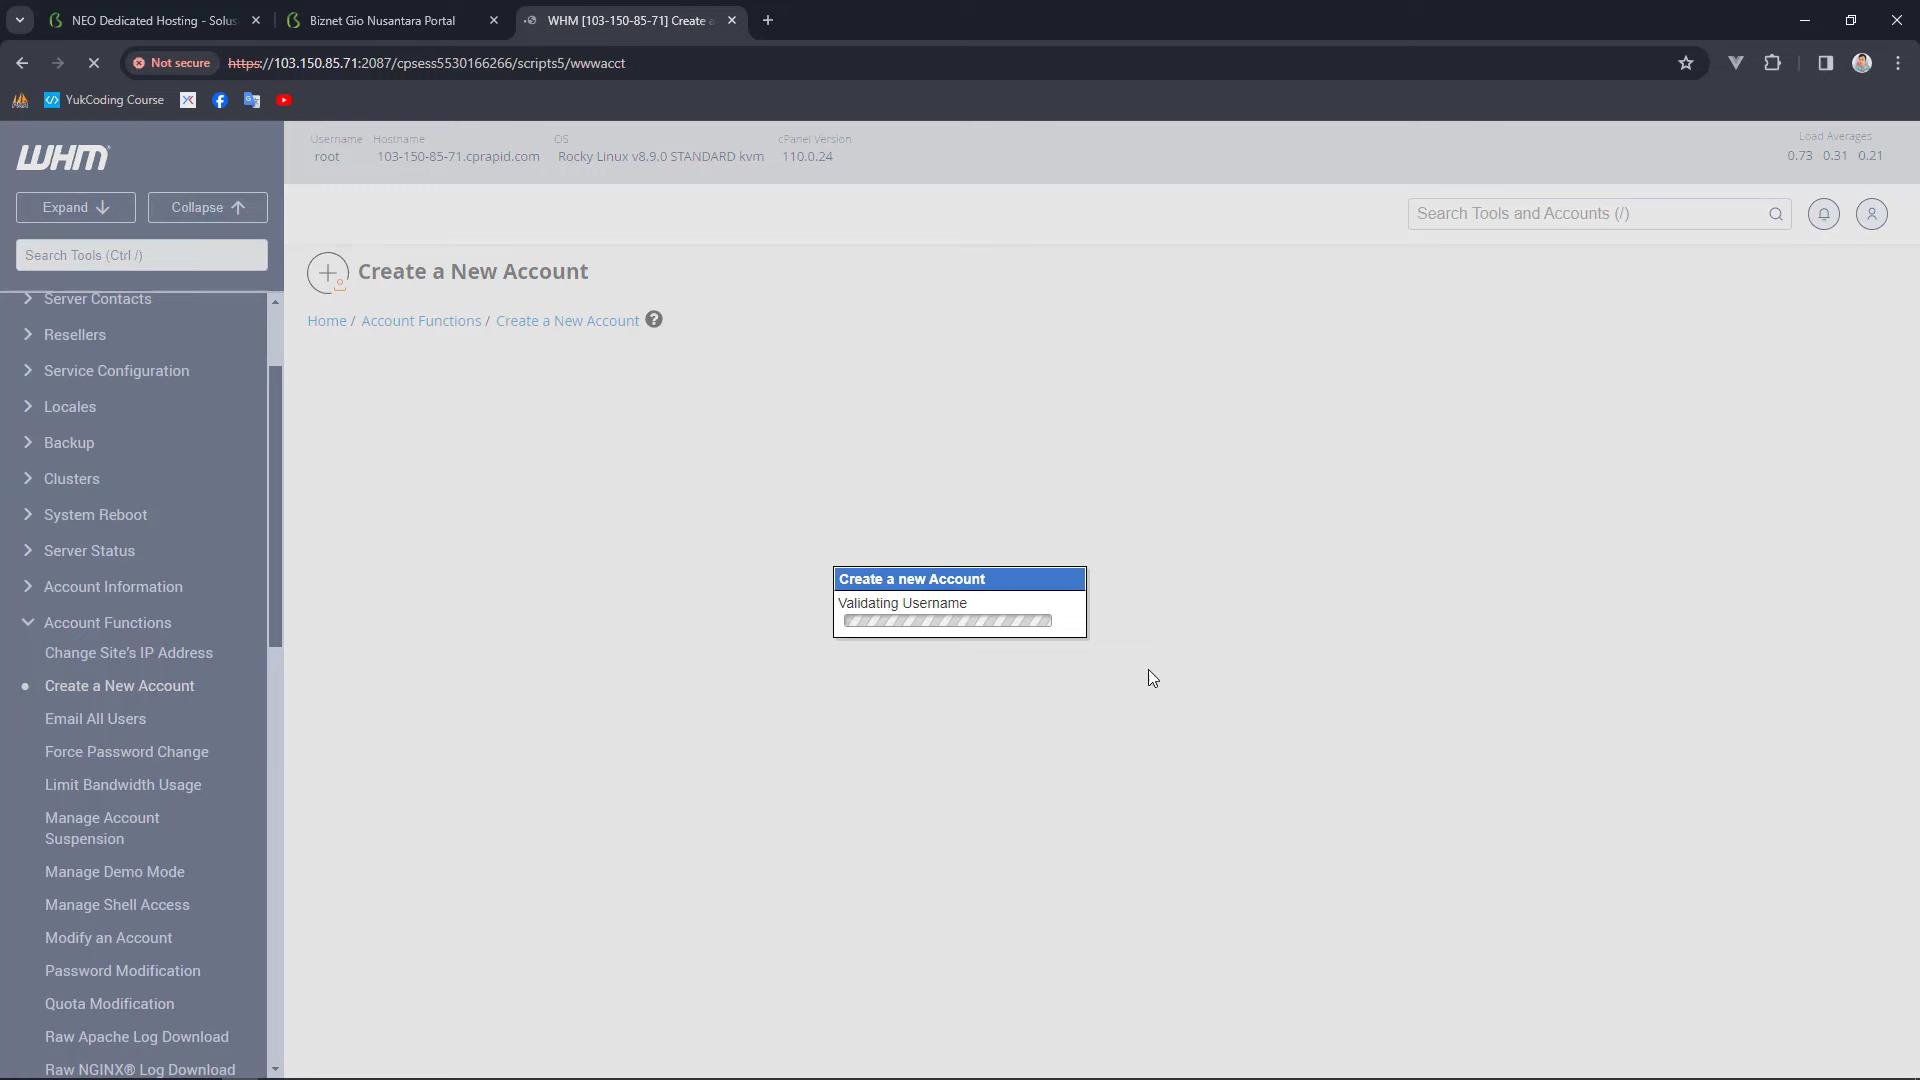 NEO Dedicated Hosting - Solus
Biznet Gio Nusantara Portal
WHM [103-150-85-71] Create a
Not secure
https://103.150.85.71:2087/cpsess5530166266/scripts5/wwwacct
YukCoding Course
WHM
Username
root
Hostname
103-150-85-71.cprapid.com
OS
Rocky Linux v8.9.0 STANDARD kvm
cPanel Version
110.0.24
Load Averages
0.73 0.31 0.21
Expand
Collapse
Search Tools (Ctrl /)
Search Tools and Accounts (/)
Create a New Account
Home / Account Functions / Create a New Account
Server Contacts
Resellers
Service Configuration
Locales
Backup
Clusters
System Reboot
Server Status
Account Information
Account Functions
Change Site's IP Address
Create a New Account
Email All Users
Force Password Change
Limit Bandwidth Usage
Manage Account
Suspension
Manage Demo Mode
Manage Shell Access
Modify an Account
Password Modification
Quota Modification
Raw Apache Log Download
Raw NGINX® Log Download
Create a new Account
Validating Username